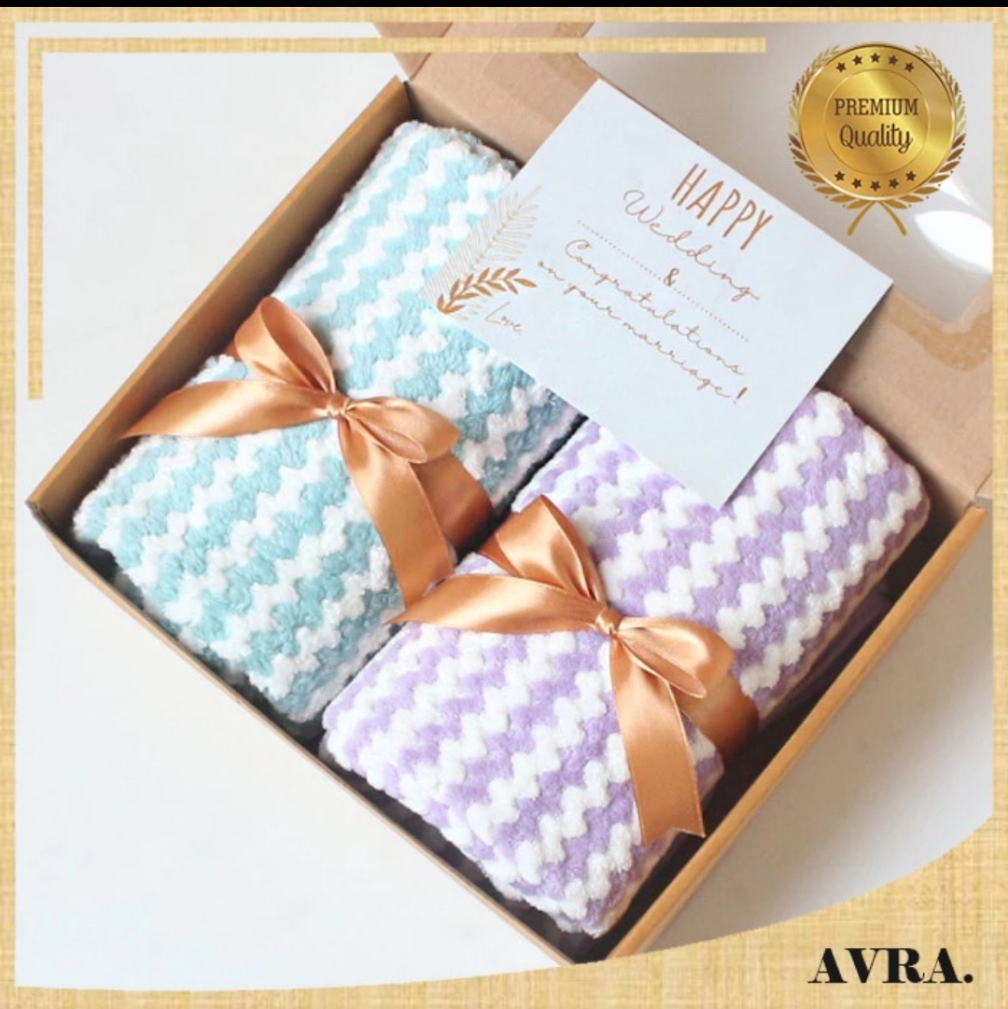 PREMIUM
Quality
HAPPY
Wedding
&
Congratulations
on your marriage!
Love,
AVRA.